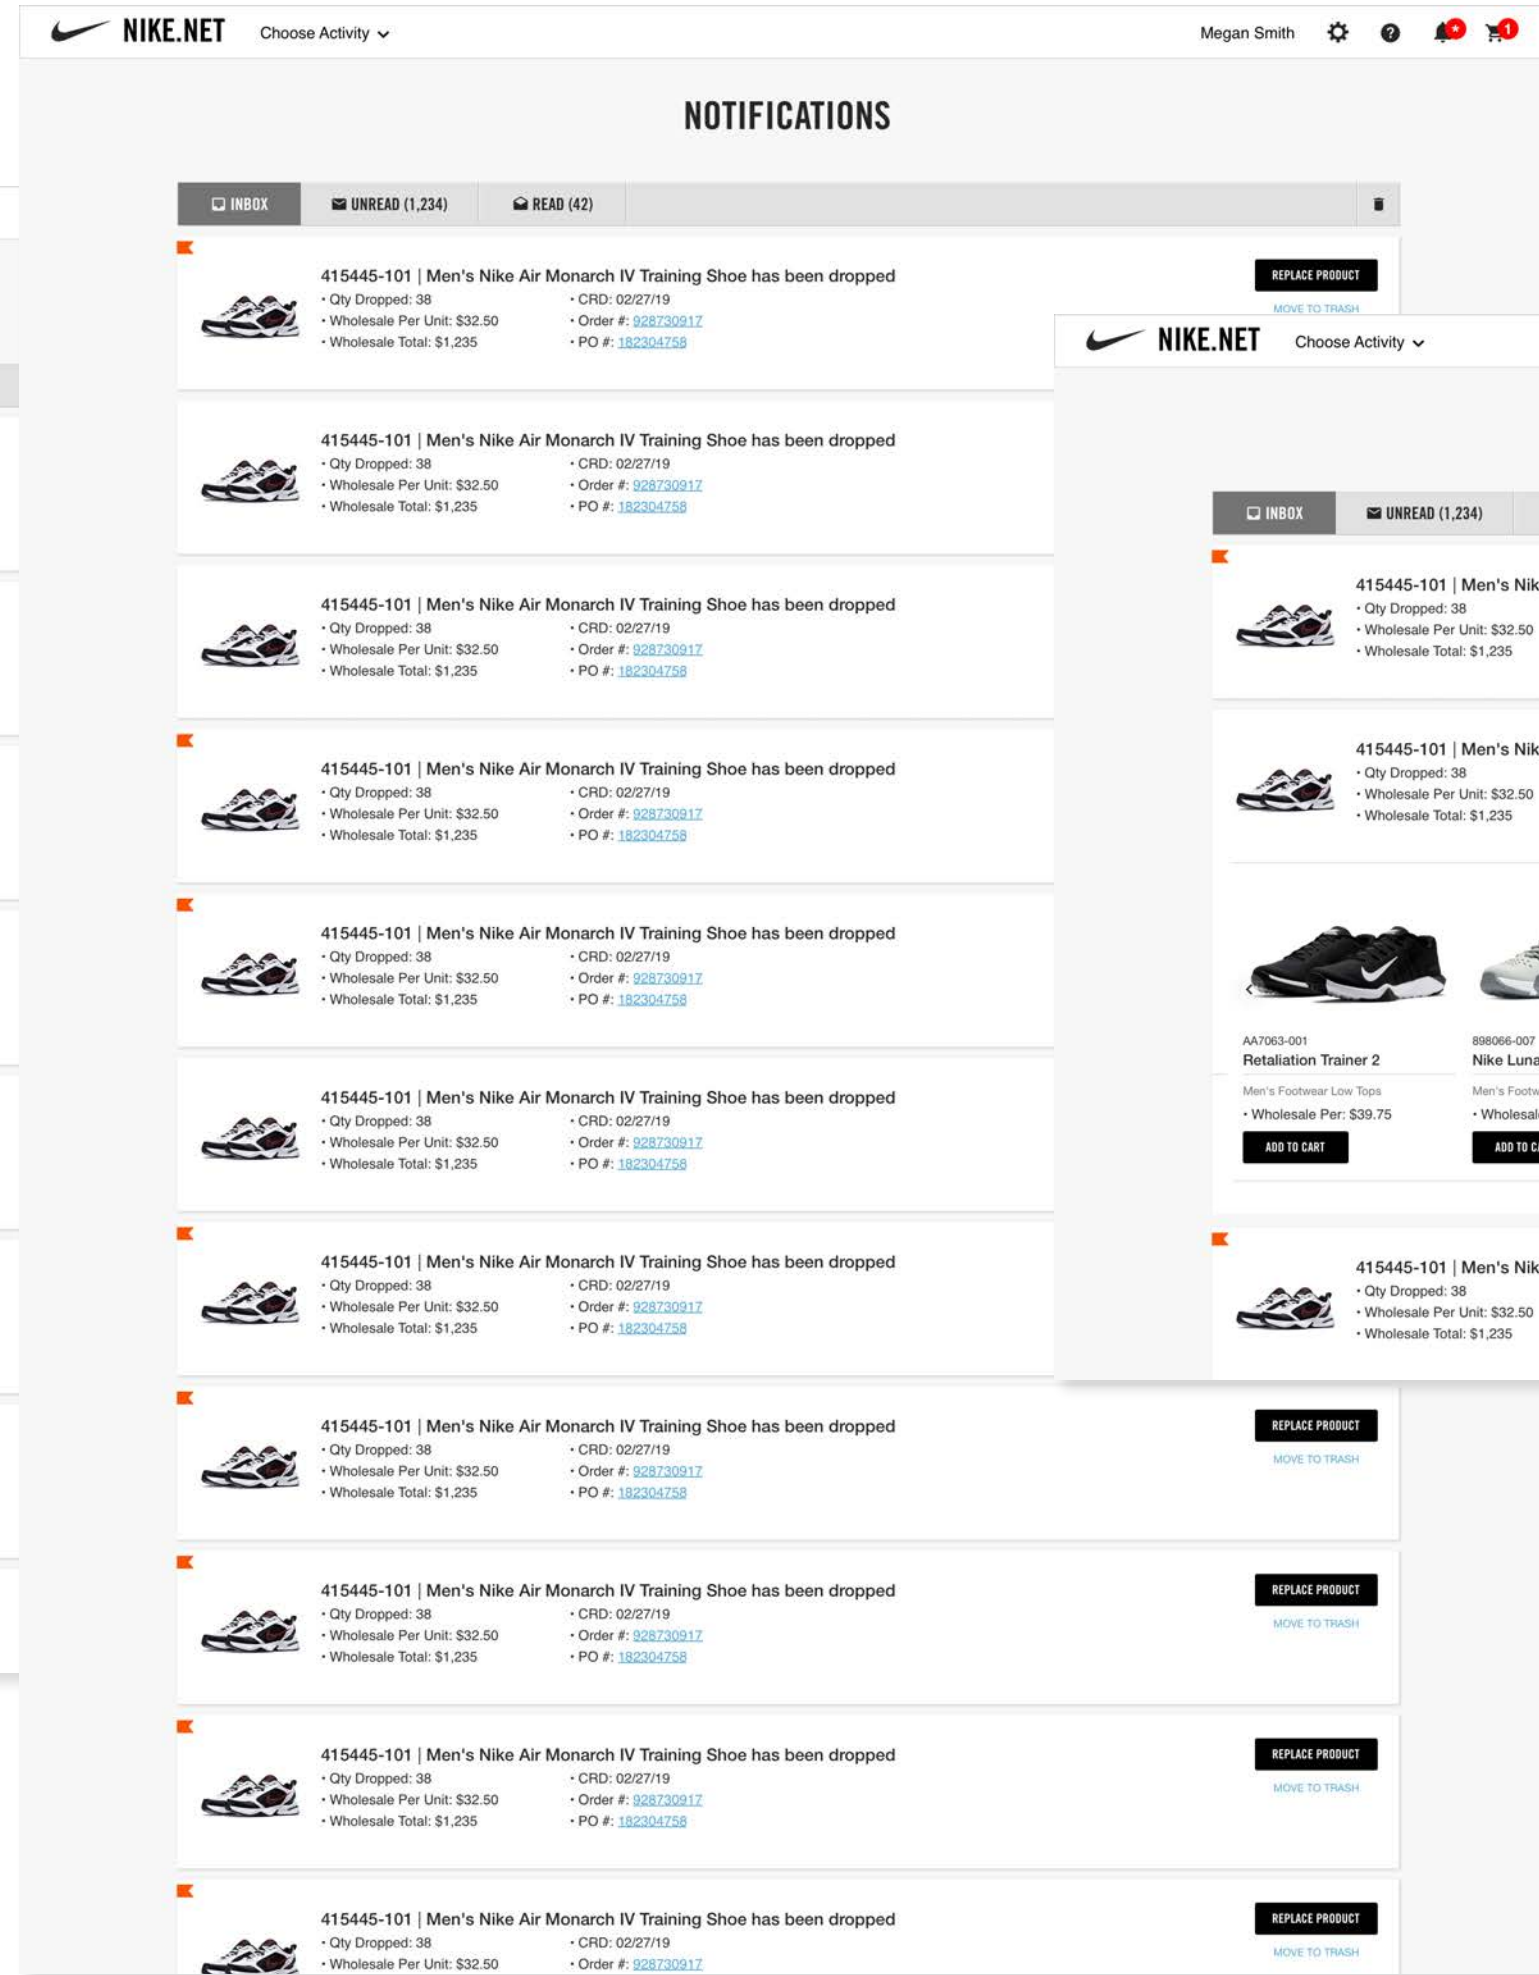 NIKE.NET Choose Activity Megan Smith ? * 1
NOTIFICATIONS
INBOX UNREAD (1,234) READ (42)
415445-101 | Men's Nike Air Monarch IV Training Shoe has been dropped
• Qty Dropped: 38 • CRD: 02/27/19
• Wholesale Per Unit: $32.50 • Order #: 928730917
• Wholesale Total: $1,235 • PO #: 182304758
REPLACE PRODUCT
MOVE TO TRASH
415445-101 | Men's Nike Air Monarch IV Training Shoe has been dropped
• Qty Dropped: 38 • CRD: 02/27/19
• Wholesale Per Unit: $32.50 • Order #: 928730917
• Wholesale Total: $1,235 • PO #: 182304758
415445-101 | Men's Nike Air Monarch IV Training Shoe has been dropped
• Qty Dropped: 38 • CRD: 02/27/19
• Wholesale Per Unit: $32.50 • Order #: 928730917
• Wholesale Total: $1,235 • PO #: 182304758
415445-101 | Men's Nike Air Monarch IV Training Shoe has been dropped
• Qty Dropped: 38 • CRD: 02/27/19
• Wholesale Per Unit: $32.50 • Order #: 928730917
• Wholesale Total: $1,235 • PO #: 182304758
415445-101 | Men's Nike Air Monarch IV Training Shoe has been dropped
• Qty Dropped: 38 • CRD: 02/27/19
• Wholesale Per Unit: $32.50 • Order #: 928730917
• Wholesale Total: $1,235 • PO #: 182304758
415445-101 | Men's Nike Air Monarch IV Training Shoe has been dropped
• Qty Dropped: 38 • CRD: 02/27/19
• Wholesale Per Unit: $32.50 • Order #: 928730917
• Wholesale Total: $1,235 • PO #: 182304758
415445-101 | Men's Nike Air Monarch IV Training Shoe has been dropped
• Qty Dropped: 38 • CRD: 02/27/19
• Wholesale Per Unit: $32.50 • Order #: 928730917
• Wholesale Total: $1,235 • PO #: 182304758
415445-101 | Men's Nike Air Monarch IV Training Shoe has been dropped
• Qty Dropped: 38 • CRD: 02/27/19
• Wholesale Per Unit: $32.50 • Order #: 928730917
• Wholesale Total: $1,235 • PO #: 182304758
REPLACE PRODUCT
MOVE TO TRASH
415445-101 | Men's Nike Air Monarch IV Training Shoe has been dropped
• Qty Dropped: 38 • CRD: 02/27/19
• Wholesale Per Unit: $32.50 • Order #: 928730917
• Wholesale Total: $1,235 • PO #: 182304758
REPLACE PRODUCT
MOVE TO TRASH
415445-101 | Men's Nike Air Monarch IV Training Shoe has been dropped
• Qty Dropped: 38 • CRD: 02/27/19
• Wholesale Per Unit: $32.50 • Order #: 928730917
• Wholesale Total: $1,235 • PO #: 182304758
REPLACE PRODUCT
MOVE TO TRASH
415445-101 | Men's Nike Air Monarch IV Training Shoe has been dropped
• Qty Dropped: 38 • CRD: 02/27/19
• Wholesale Per Unit: $32.50 • Order #: 928730917
REPLACE PRODUCT
MOVE TO TRASH
NIKE.NET Choose Activity
INBOX UNREAD (1,234)
415445-101 | Men's Nik
• Qty Dropped: 38
• Wholesale Per Unit: $32.50
• Wholesale Total: $1,235
415445-101 | Men's Nik
• Qty Dropped: 38
• Wholesale Per Unit: $32.50
• Wholesale Total: $1,235
AA7063-001
Retaliation Trainer 2
Men's Footwear Low Tops
• Wholesale Per: $39.75
ADD TO CART
898066-007
Nike Luna
Men's Footw
• Wholesal
ADD TO C
415445-101 | Men's Nik
• Qty Dropped: 38
• Wholesale Per Unit: $32.50
• Wholesale Total: $1,235